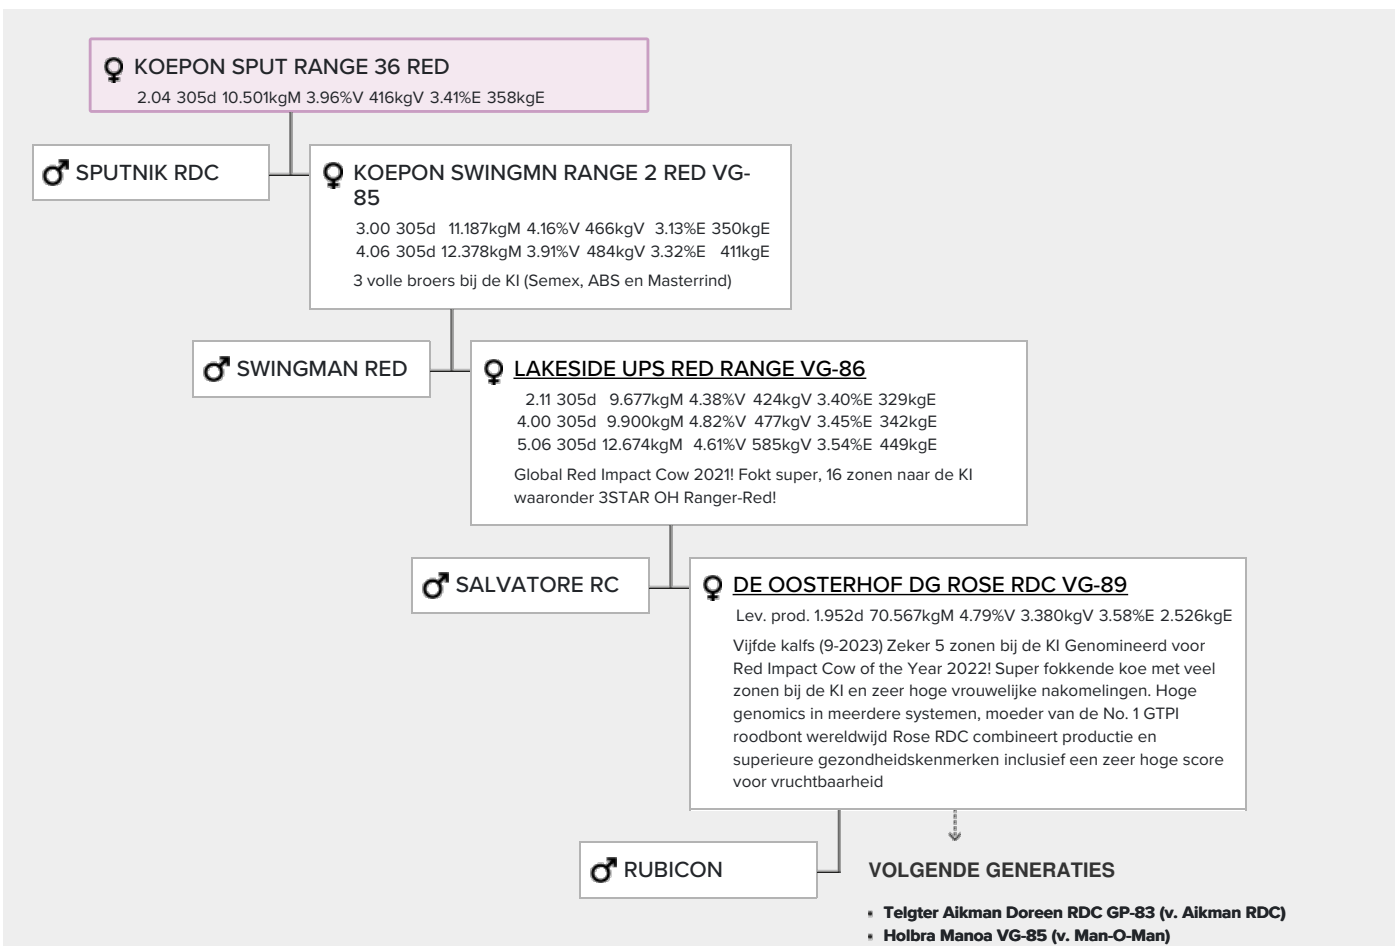 KOEPON SPUT RANGE 36 RED
2.04 305d 10.501kgM 3.96%V 416kgV 3.41%E 358kgE
SPUTNIK RDC
KOEPON SWINGMN RANGE 2 RED VG-
85
3.00 305d 11.187kgM 4.16%V 466kgV 3.13%E 350kgE
4.06 305d 12.378kgM 3.91%V 484kgV 3.32%E 411kgE
3 volle broers bij de KI (Semex, ABS en Masterrind)
SWINGMAN RED
LAKESIDE UPS RED RANGE VG-86
2.11 305d 9.677kgM 4.38%V 424kgV 3.40%E 329kgE
4.00 305d 9.900kgM 4.82%V 477kgV 3.45%E 342kgE
5.06 305d 12.674kgM 4.61%V 585kgV 3.54%E 449kgE
Global Red Impact Cow 2021! Fokt super, 16 zonen naar de KI
waaronder 3STAR OH Ranger-Red!
SALVATORE RC
DE OOSTERHOF DG ROSE RDC VG-89
Lev. prod. 1.952d 70.567kgM 4.79%V 3.380kgV 3.58%E 2.526kgE
Vijfde kalfs (9-2023) Zeker 5 zonen bij de KI Genomineerd voor
Red Impact Cow of the Year 2022! Super fokkende koe met veel
zonen bij de KI en zeer hoge vrouwelijke nakomelingen. Hoge
genomics in meerdere systemen, moeder van de No. 1 GTPI
roodbont wereldwijd Rose RDC combineert productie en
superieure gezondheidskenmerken inclusief een zeer hoge score
voor vruchtbaarheid
RUBICON
VOLGENDE GENERATIES
• Telgter Aikman Doreen RDC GP-83 (v. Aikman RDC)
• Holbra Manoa VG-85 (v. Man-O-Man)